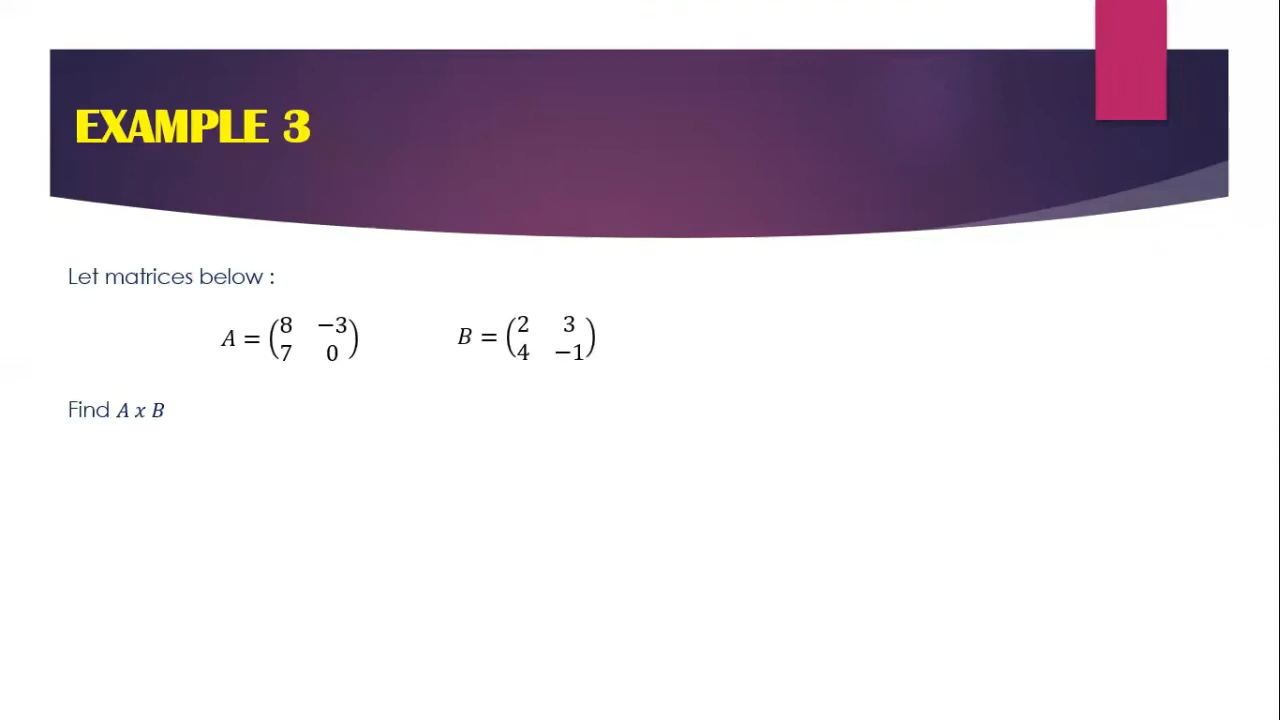 EXAMPLE 3
Let matrices below :
A = (8 −3
7 0) B = (2 3
4 −1)
Find A x B